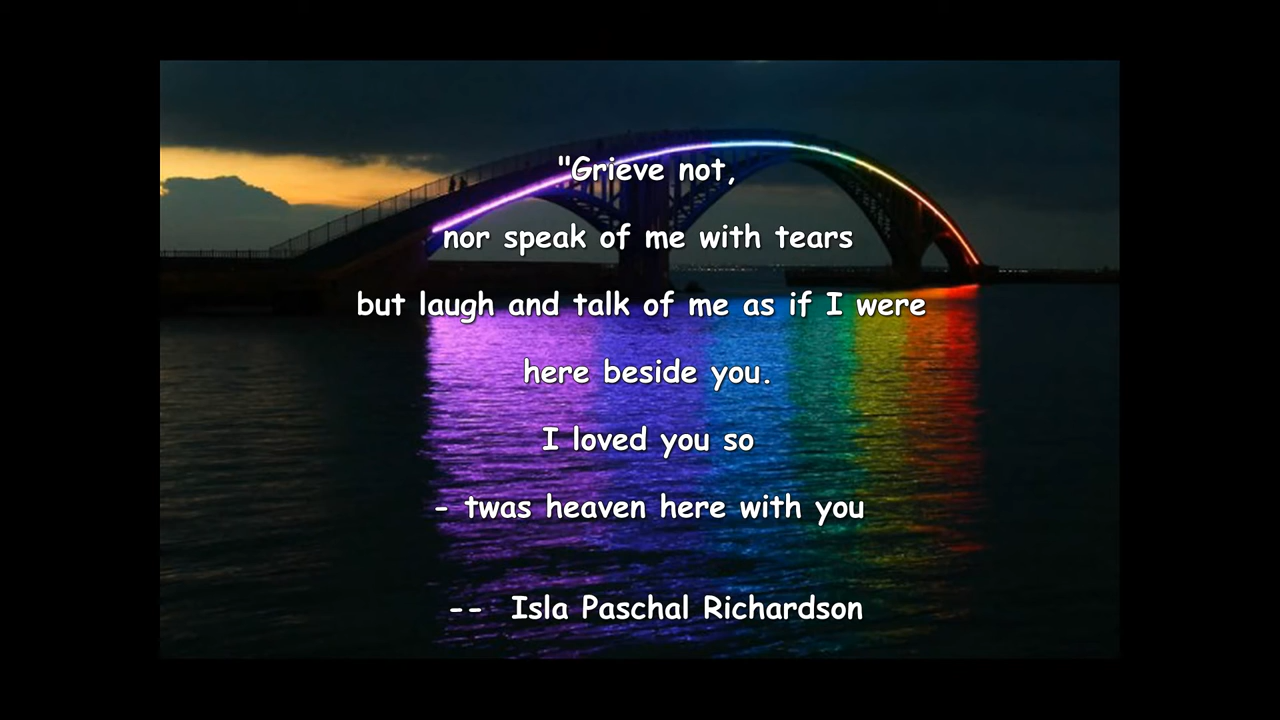 "Grieve not,
nor speak of me with tears
but laugh and talk of me as if I were
here beside you.
I loved you so
- twas heaven here with you
-- Isla Paschal Richardson